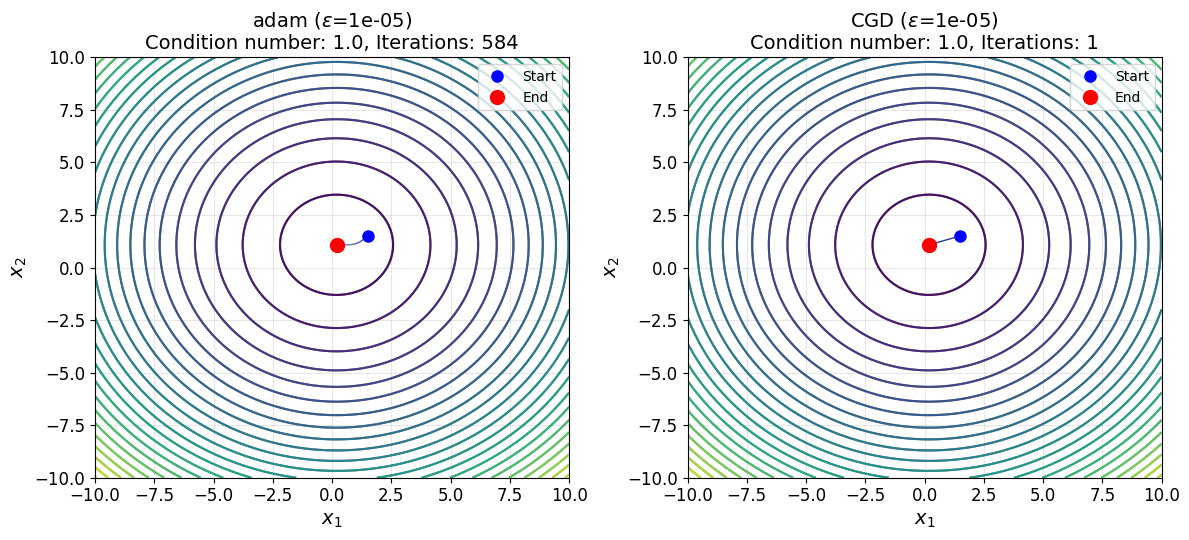 adam (ε=1e-05)
Condition number: 1.0, Iterations: 584
Start
End
10.0
7.5
5.0
2.5
0.0
−2.5
−5.0
−7.5
−10.0
−10.0 −7.5 −5.0 −2.5 0.0 2.5 5.0 7.5 10.0
x₁
x₂
CGD (ε=1e-05)
Condition number: 1.0, Iterations: 1
Start
End
10.0
7.5
5.0
2.5
0.0
−2.5
−5.0
−7.5
−10.0
−10.0 −7.5 −5.0 −2.5 0.0 2.5 5.0 7.5 10.0
x₁
x₂